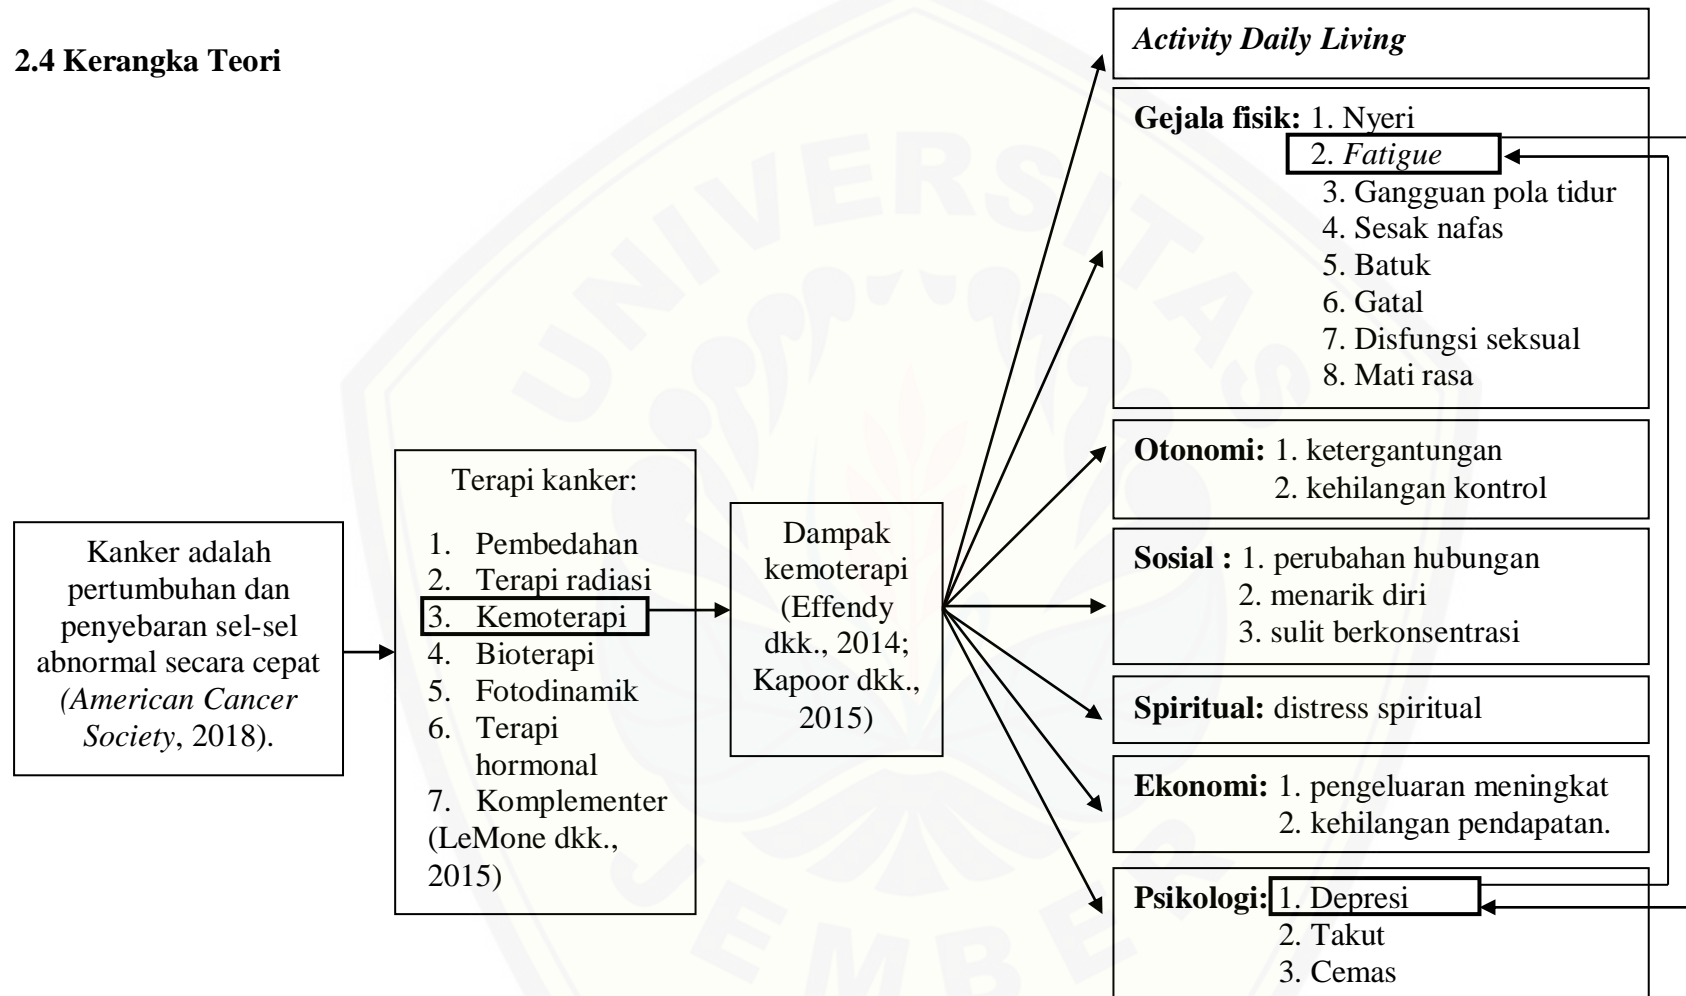 2.4 Kerangka Teori
Kanker adalah
pertumbuhan dan
penyebaran sel-sel
abnormal secara cepat
(American Cancer
Society, 2018).
Terapi kanker:
1. Pembedahan
2. Terapi radiasi
3. Kemoterapi
4. Bioterapi
5. Fotodinamik
6. Terapi
hormonal
7. Komplementer
(LeMone dkk.,
2015)
Dampak
kemoterapi
(Effendy
dkk., 2014;
Kapoor dkk.,
2015)
Activity Daily Living
Gejala fisik: 1. Nyeri
2. Fatigue
3. Gangguan pola tidur
4. Sesak nafas
5. Batuk
6. Gatal
7. Disfungsi seksual
8. Mati rasa
Otonomi: 1. ketergantungan
2. kehilangan kontrol
Sosial : 1. perubahan hubungan
2. menarik diri
3. sulit berkonsentrasi
Spiritual: distress spiritual
Ekonomi: 1. pengeluaran meningkat
2. kehilangan pendapatan.
Psikologi: 1. Depresi
2. Takut
3. Cemas
UNIVERSITAS
JEMBER